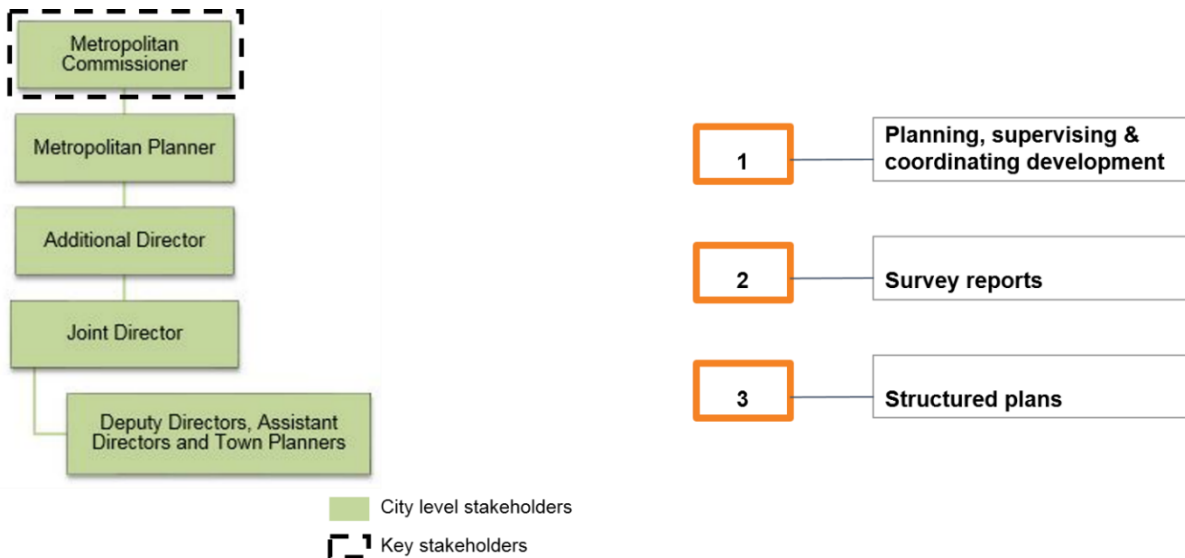 Metropolitan
Commissioner
Metropolitan Planner
Additional Director
Joint Director
Deputy Directors, Assistant
Directors and Town Planners
1
Planning, supervising &
coordinating development
2
Survey reports
3
Structured plans
City level stakeholders
Key stakeholders